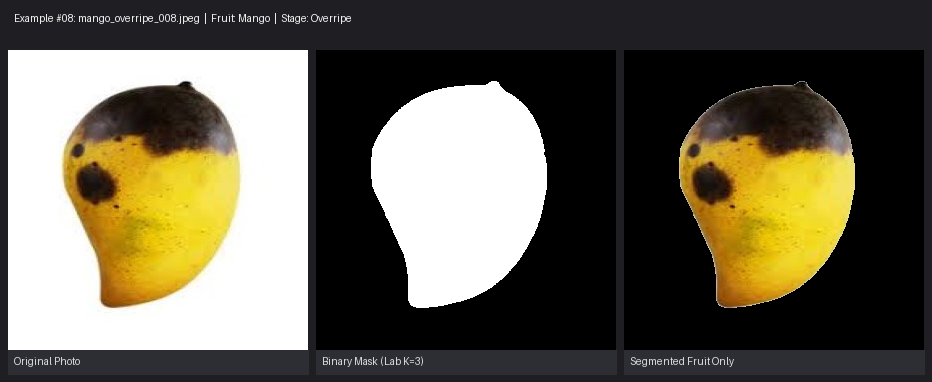 Example #08: mango_overripe_008.jpeg | Fruit: Mango | Stage: Overripe
Original Photo
Binary Mask (Lab K=3)
Segmented Fruit Only